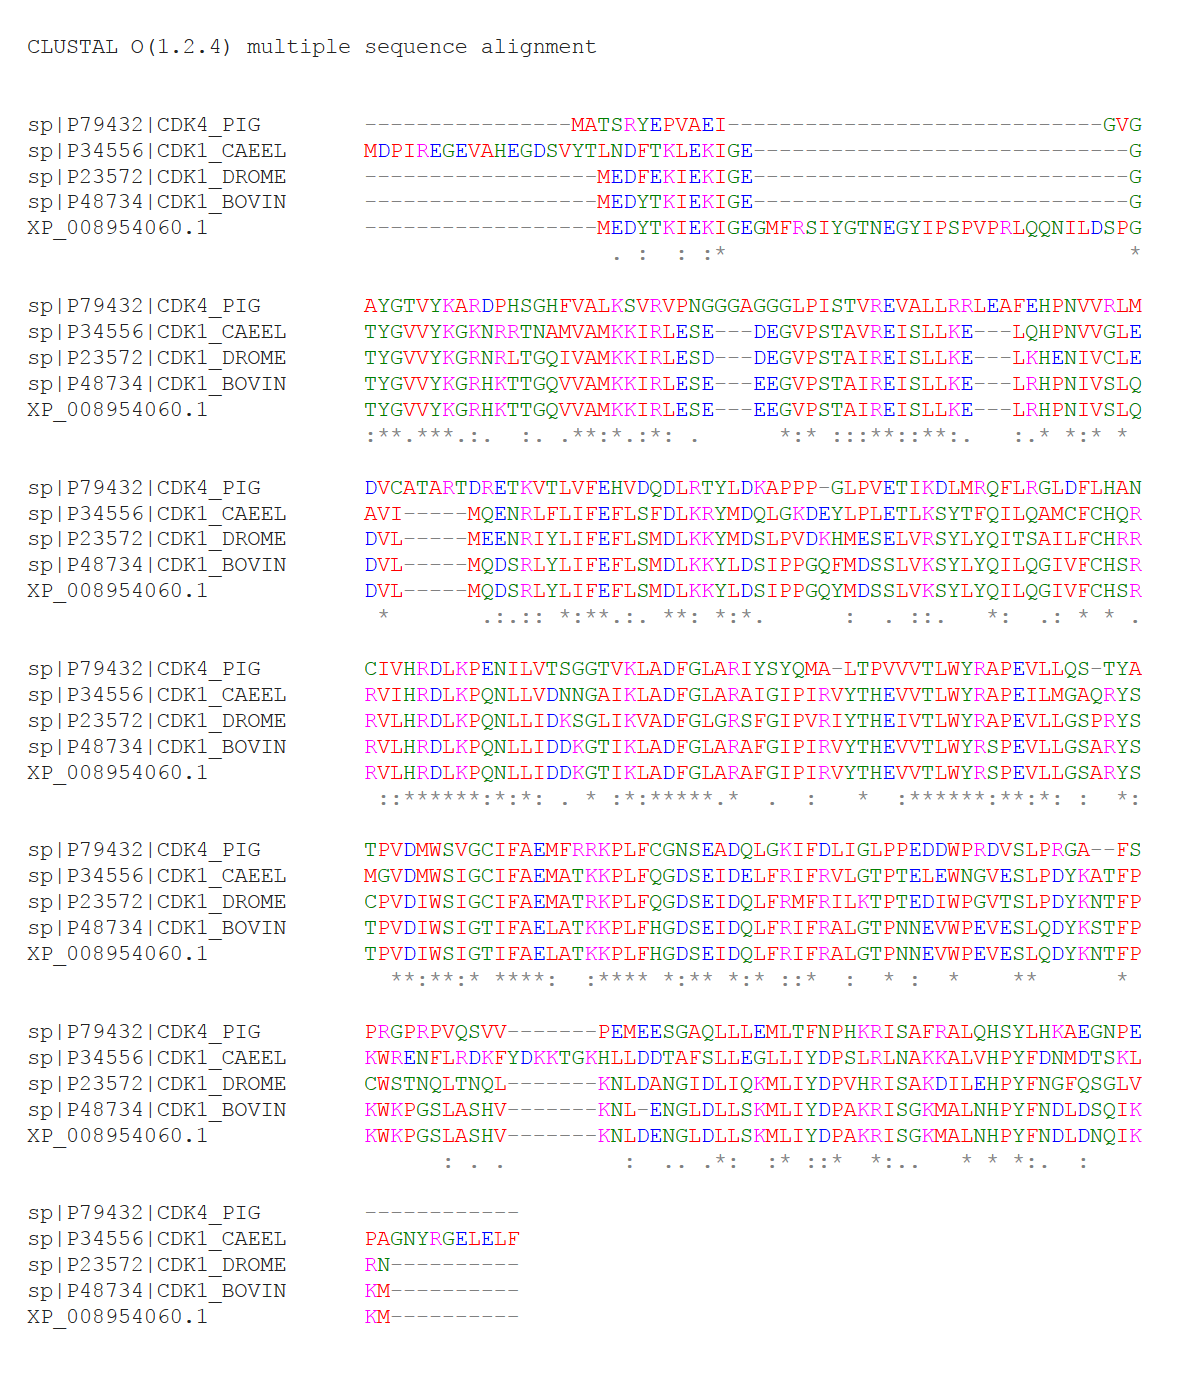 CLUSTAL O(1.2.4) multiple sequence alignment
sp|P79432|CDK4_PIG ----------------MATSRYEPVAEI-----------------------------GVG
sp|P34556|CDK1_CAEEL MDPIREGEVAHEGDSVYTLNDFTKLEKIGE-----------------------------G
sp|P23572|CDK1_DROME ------------------MEDFEKIEKIGE-----------------------------G
sp|P48734|CDK1_BOVIN ------------------MEDYTKIEKIGE-----------------------------G
XP_008954060.1 ------------------MEDYTKIEKIGEGMFRSIYGTNEGYIPSPVPRLQQNILDSPG
. :  : :*                               *
sp|P79432|CDK4_PIG AYGTVYKARDPHSGHFVALKSVRVPNGGGAGGGLPISTVREVALLRRLEAFEHPNVVRLM
sp|P34556|CDK1_CAEEL TYGVVYKGKNRRTNAMVAMKKIRLESE---DEGVPSTAVREISLLKE---LQHPNVVGLE
sp|P23572|CDK1_DROME TYGVVYKGRNRLTGQIVAMKKIRLESD---DEGVPSTAIREISLLKE---LKHENIVCLE
sp|P48734|CDK1_BOVIN TYGVVYKGRHKTTGQVVAMKKIRLESE---EEGVPSTAIREISLLKE---LRHPNIVSLQ
XP_008954060.1 TYGVVYKGRHKTTGQVVAMKKIRLESE---EEGVPSTAIREISLLKE---LRHPNIVSLQ
:**.***.:.  :. .**:*.:*: .      *:* :::**::**:.   :.* *:* *
sp|P79432|CDK4_PIG DVCATARTDRETKVTLVFEHVDQDLRTYLDKAPPP-GLPVETIKDLMRQFLRGLDFLHAN
sp|P34556|CDK1_CAEEL AVI-----MQENRLFLIFEFLSFDLKRYMDQLGKDEYLPLETLKSYTFQILQAMCFCHQR
sp|P23572|CDK1_DROME DVL-----MEENRIYLIFEFLSMDLKKYMDSLPVDKHMESELVRSYLYQITSAILFCHRR
sp|P48734|CDK1_BOVIN DVL-----MQDSRLYLIFEFLSMDLKKYLDSIPPGQFMDSSLVKSYLYQILQGIVFCHSR
XP_008954060.1 DVL-----MQDSRLYLIFEFLSMDLKKYLDSIPPGQYMDSSLVKSYLYQILQGIVFCHSR
*       .:.:: *:**.:. **: *:*.      :  . ::.   *:  .: * * .
sp|P79432|CDK4_PIG CIVHRDLKPENILVTSGGTVKLADFGLARIYSYQMA-LTPVVVTLWYRAPEVLLQS-TYA
sp|P34556|CDK1_CAEEL RVIHRDLKPQNLLVDNNGAIKLADFGLARAIGIPIRVYTHEVVTLWYRAPEILMGAQRYS
sp|P23572|CDK1_DROME RVLHRDLKPQNLLIDKSGLIKVADFGLGRSFGIPVRIYTHEIVTLWYRAPEVLLGSPRYS
sp|P48734|CDK1_BOVIN RVLHRDLKPQNLLIDDKGTIKLADFGLARAFGIPIRVYTHEVVTLWYRSPEVLLGSARYS
XP_008954060.1 RVLHRDLKPQNLLIDDKGTIKLADFGLARAFGIPIRVYTHEVVTLWYRSPEVLLGSARYS
::******:*:*: . * :*:*****.*  .  :   *  :******:**:*: :  *:
sp|P79432|CDK4_PIG TPVDMWSVGCIFAEMFRRKPLFCGNSEADQLGKIFDLIGLPPEDDWPRDVSLPRGA--FS
sp|P34556|CDK1_CAEEL MGVDMWSIGCIFAEMATKKPLFQGDSEIDELFRIFRVLGTPTELEWNGVESLPDYKATFP
sp|P23572|CDK1_DROME CPVDIWSIGCIFAEMATRKPLFQGDSEIDQLFRMFRILKTPTEDIWPGVTSLPDYKNTFP
sp|P48734|CDK1_BOVIN TPVDIWSIGTIFAELATKKPLFHGDSEIDQLFRIFRALGTPNNEVWPEVESLQDYKSTFP
XP_008954060.1 TPVDIWSIGTIFAELATKKPLFHGDSEIDQLFRIFRALGTPNNEVWPEVESLQDYKNTFP
**:**:* ****:  :**** *:** *:* ::*  :  * :  *    **      *
sp|P79432|CDK4_PIG PRGPRPVQSVV-------PEMEESGAQLLLEMLTFNPHKRISAFRALQHSYLHKAEGNPE
sp|P34556|CDK1_CAEEL KWRENFLRDKFYDKKTGKHLLDDTAFSLLEGLLIYDPSLRLNAKKALVHPYFDNMDTSKL
sp|P23572|CDK1_DROME CWSTNQLTNQL-------KNLDANGIDLIQKMLIYDPVHRISAKDILEHPYFNGFQSGLV
sp|P48734|CDK1_BOVIN KWKPGSLASHV-------KNL-ENGLDLLSKMLIYDPAKRISGKMALNHPYFNDLDSQIK
XP_008954060.1 KWKPGSLASHV-------KNLDENGLDLLSKMLIYDPAKRISGKMALNHPYFNDLDNQIK
: . .         :  .. .*:  :* ::*  *:..   * * *:.  :
sp|P79432|CDK4_PIG ------------
sp|P34556|CDK1_CAEEL PAGNYRGELELF
sp|P23572|CDK1_DROME RN----------
sp|P48734|CDK1_BOVIN KM----------
XP_008954060.1 KM----------